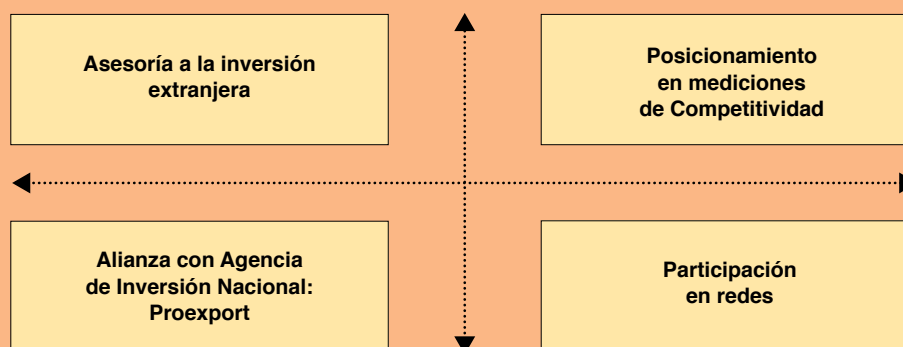 Asesoría a la inversión
extranjera
Posicionamiento
en mediciones
de Competitividad
Alianza con Agencia
de Inversión Nacional:
Proexport
Participación
en redes